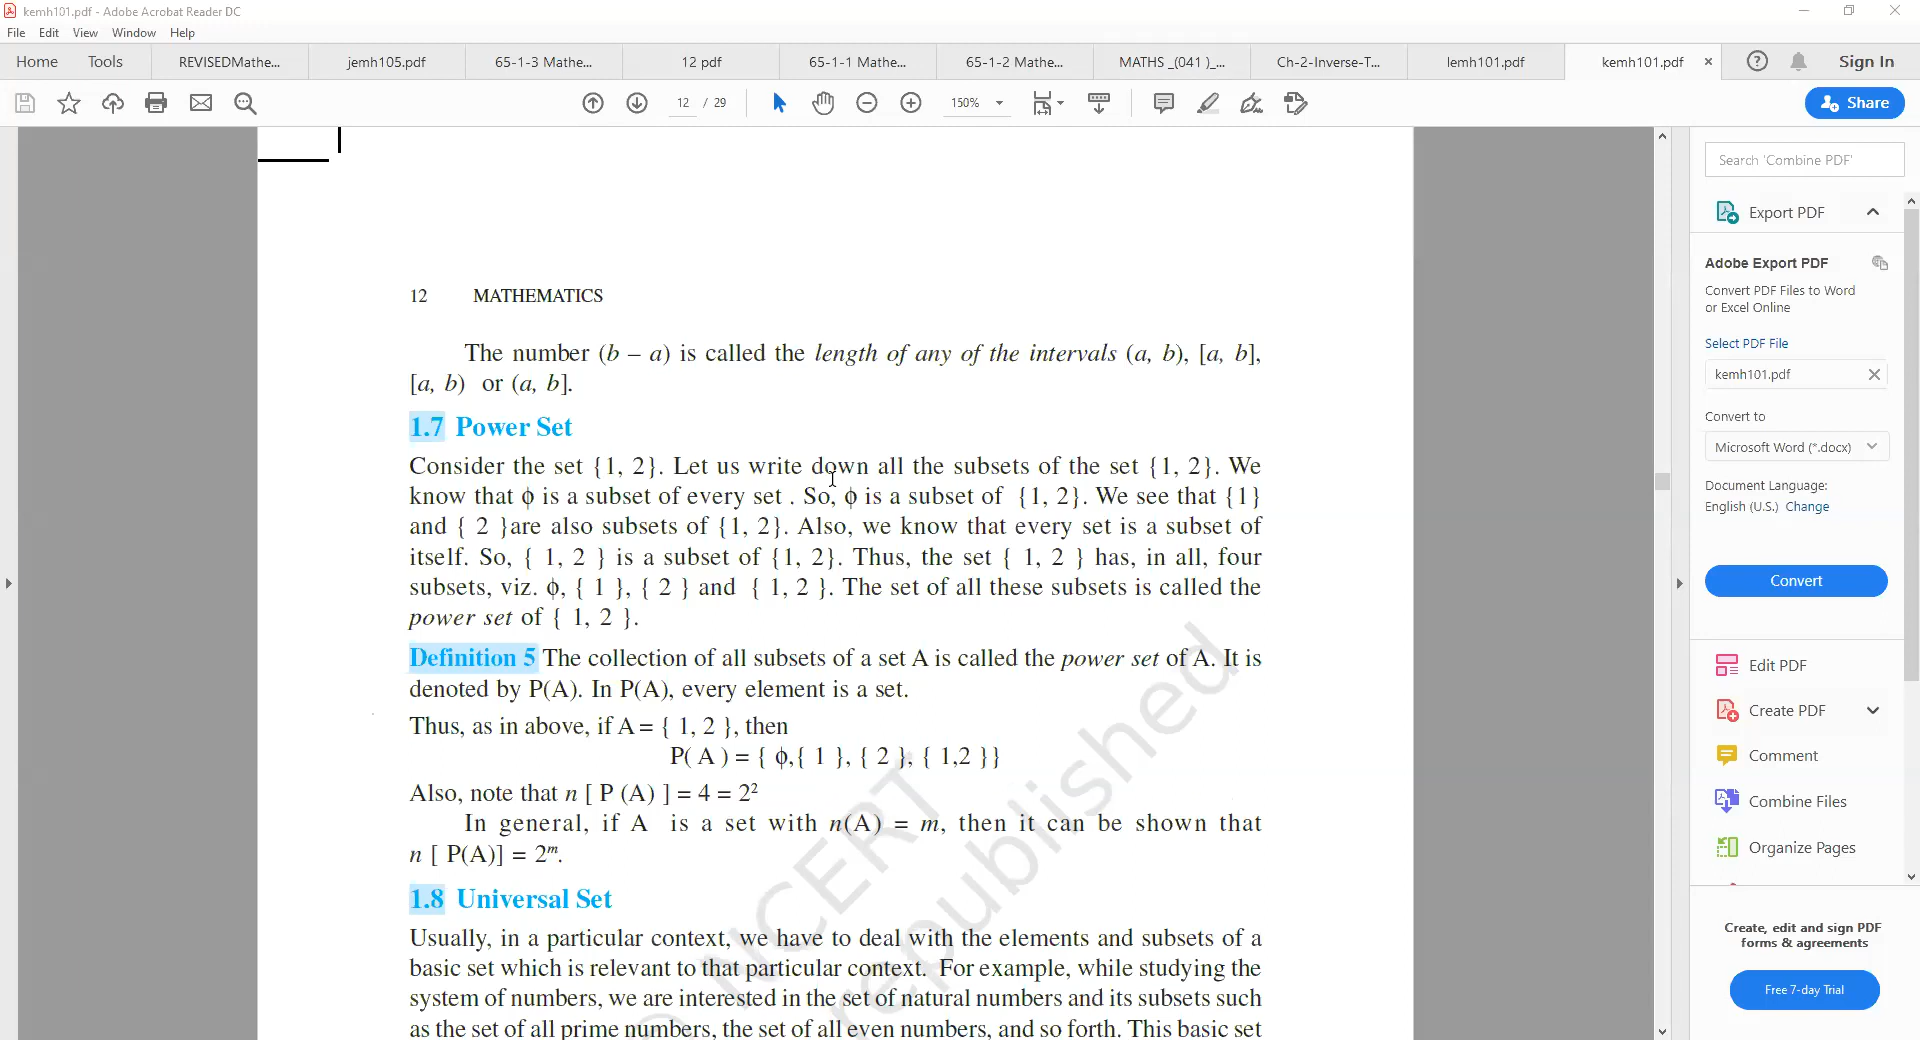 kemh101.pdf - Adobe Acrobat Reader DC
File Edit View Window Help
Home Tools REVISEDMathe... jemh105.pdf 65-1-3 Mathe... 12 pdf 65-1-1 Mathe... 65-1-2 Mathe... MATHS _(041 )_... Ch-2-Inverse-T... lemh101.pdf kemh101.pdf × Sign In
12 / 29 150% Share
Search 'Combine PDF'
Export PDF
Adobe Export PDF
Convert PDF Files to Word
or Excel Online
Select PDF File
kemh101.pdf
Convert to
Microsoft Word (*.docx)
Document Language:
English (U.S.) Change
Convert
Edit PDF
Create PDF
Comment
Combine Files
Organize Pages
Create, edit and sign PDF
forms & agreements
Free 7-day Trial
12 MATHEMATICS
The number (b – a) is called the length of any of the intervals (a, b), [a, b],
[a, b) or (a, b].
1.7 Power Set
Consider the set {1, 2}. Let us write down all the subsets of the set {1, 2}. We
know that ϕ is a subset of every set . So, ϕ is a subset of {1, 2}. We see that {1}
and { 2 }are also subsets of {1, 2}. Also, we know that every set is a subset of
itself. So, { 1, 2 } is a subset of {1, 2}. Thus, the set { 1, 2 } has, in all, four
subsets, viz. ϕ, { 1 }, { 2 } and { 1, 2 }. The set of all these subsets is called the
power set of { 1, 2 }.
Definition 5 The collection of all subsets of a set A is called the power set of A. It is
denoted by P(A). In P(A), every element is a set.
Thus, as in above, if A = { 1, 2 }, then
P( A ) = { ϕ,{ 1 }, { 2 }, { 1,2 }}
Also, note that n [ P (A) ] = 4 = 2²
In general, if A is a set with n(A) = m, then it can be shown that
n [ P(A)] = 2ᵐ.
1.8 Universal Set
Usually, in a particular context, we have to deal with the elements and subsets of a
basic set which is relevant to that particular context. For example, while studying the
system of numbers, we are interested in the set of natural numbers and its subsets such
as the set of all prime numbers, the set of all even numbers, and so forth. This basic set
© NCERT
republished